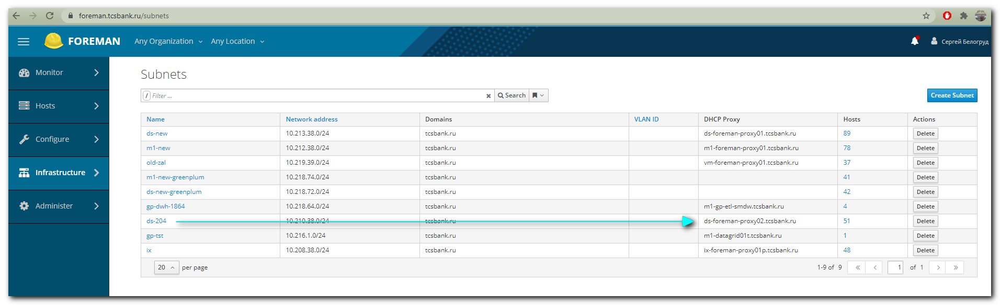 foreman.tcsbank.ru/subnets
FOREMAN Any Organization Any Location Сергей Белогруд
Monitor
Hosts
Configure
Infrastructure
Administer
Subnets
/ Filter ... Search Create Subnet
Name Network address Domains VLAN ID DHCP Proxy Hosts Actions
ds-new 10.213.38.0/24 tcsbank.ru ds-foreman-proxy01.tcsbank.ru 89 Delete
m1-new 10.212.38.0/24 tcsbank.ru m1-foreman-proxy01.tcsbank.ru 78 Delete
old-zal 10.219.39.0/24 tcsbank.ru vm-foreman-proxy01.tcsbank.ru 37 Delete
m1-new-greenplum 10.218.74.0/24 tcsbank.ru 41 Delete
ds-new-greenplum 10.218.72.0/24 tcsbank.ru 42 Delete
gp-dwh-1864 10.218.64.0/24 tcsbank.ru m1-gp-etl-smdw.tcsbank.ru 4 Delete
ds-204 10.210.38.0/24 tcsbank.ru ds-foreman-proxy02.tcsbank.ru 51 Delete
gp-tst 10.216.1.0/24 tcsbank.ru m1-datagrid01t.tcsbank.ru 1 Delete
ix 10.208.38.0/24 tcsbank.ru ix-foreman-proxy01p.tcsbank.ru 48 Delete
20 per page 1-9 of 9 « < 1 of 1 > »